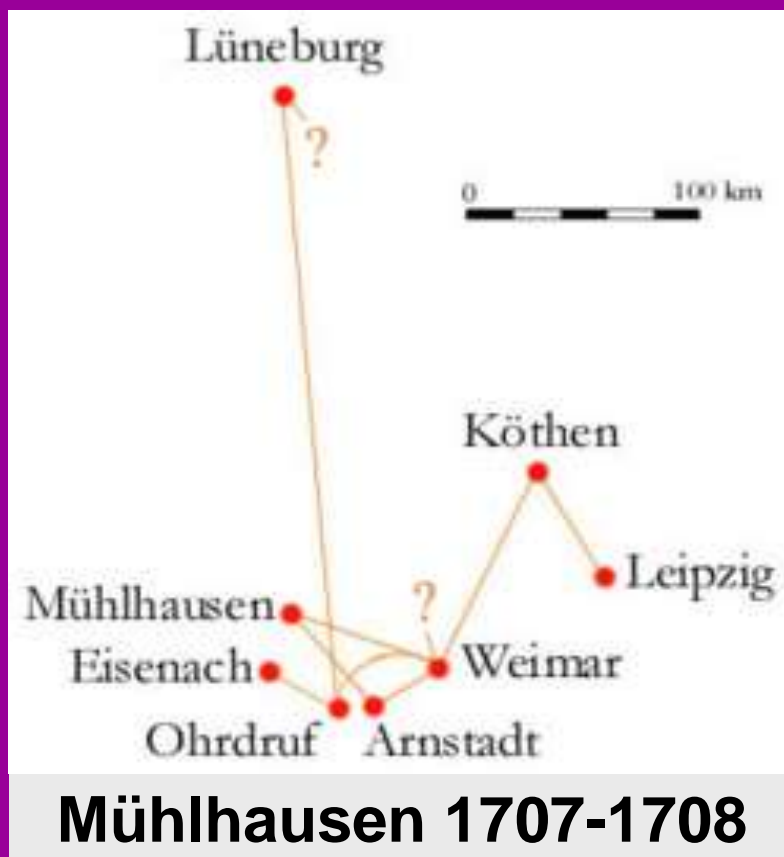 Lüneburg
?
0 100 km
Köthen
Leipzig
Mühlhausen
?
Eisenach
Weimar
Ohrdruf Arnstadt
Mühlhausen 1707-1708